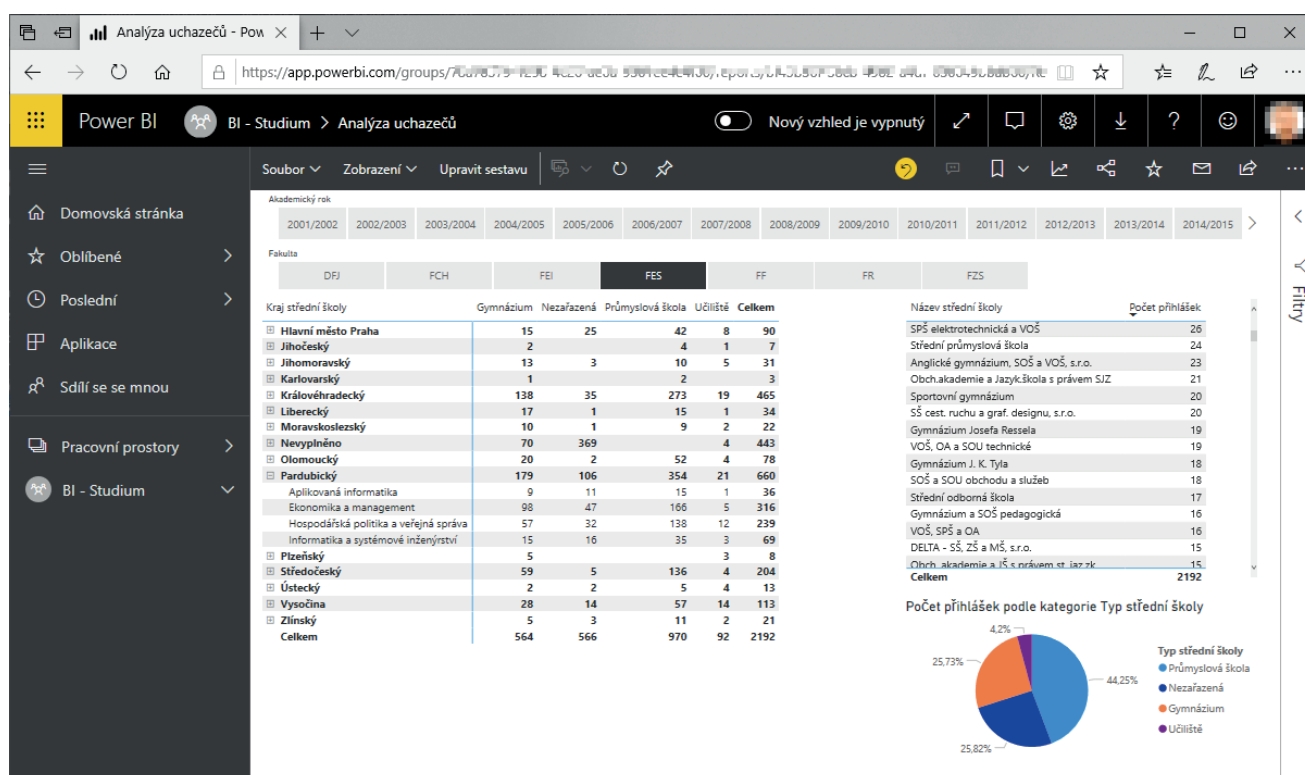 Analýza uchazečů - Pow
https://app.powerbi.com/groups/
Power BI BI - Studium > Analýza uchazečů Nový vzhled je vypnutý
Soubor Zobrazení Upravit sestavu
Domovská stránka
Oblíbené
Poslední
Aplikace
Sdílí se se mnou
Pracovní prostory
BI - Studium
Akademický rok
2001/2002 2002/2003 2003/2004 2004/2005 2005/2006 2006/2007 2007/2008 2008/2009 2009/2010 2010/2011 2011/2012 2012/2013 2013/2014 2014/2015
Fakulta
DFJ FCH FEI FES FF FR FZS
Kraj střední školy Gymnázium Nezařazená Průmyslová škola Učiliště Celkem
Hlavní město Praha 15 25 42 8 90
Jihočeský 2 4 1 7
Jihomoravský 13 3 10 5 31
Karlovarský 1 2 3
Královéhradecký 138 35 273 19 465
Liberecký 17 1 15 1 34
Moravskoslezský 10 1 9 2 22
Nevyplněno 70 369 4 443
Olomoucký 20 2 52 4 78
Pardubický 179 106 354 21 660
Aplikovaná informatika 9 11 15 1 36
Ekonomika a management 98 47 166 5 316
Hospodářská politika a veřejná správa 57 32 138 12 239
Informatika a systémové inženýrství 15 16 35 3 69
Plzeňský 5 3 8
Středočeský 59 5 136 4 204
Ústecký 2 2 5 4 13
Vysočina 28 14 57 14 113
Zlínský 5 3 11 2 21
Celkem 564 566 970 92 2192
Název střední školy Počet přihlášek
SPŠ elektrotechnická a VOŠ 26
Střední průmyslová škola 24
Anglické gymnázium, SOŠ a VOŠ, s.r.o. 23
Obch.akademie a Jazyk.škola s právem SJZ 21
Sportovní gymnázium 20
SŠ cest. ruchu a graf. designu, s.r.o. 20
Gymnázium Josefa Ressela 19
VOŠ, OA a SOU technické 19
Gymnázium J. K. Tyla 18
SOŠ a SOU obchodu a služeb 18
Střední odborná škola 17
Gymnázium a SOŠ pedagogická 16
VOŠ, SPŠ a OA 16
DELTA - SŠ, ZŠ a MŠ, s.r.o. 15
Obch. akademie a JŠ s právem st. jaz.zk 15
Celkem 2192
Počet přihlášek podle kategorie Typ střední školy
4,2%
25,73%
44,25%
25,82%
Typ střední školy
Průmyslová škola
Nezařazená
Gymnázium
Učiliště
Filtry